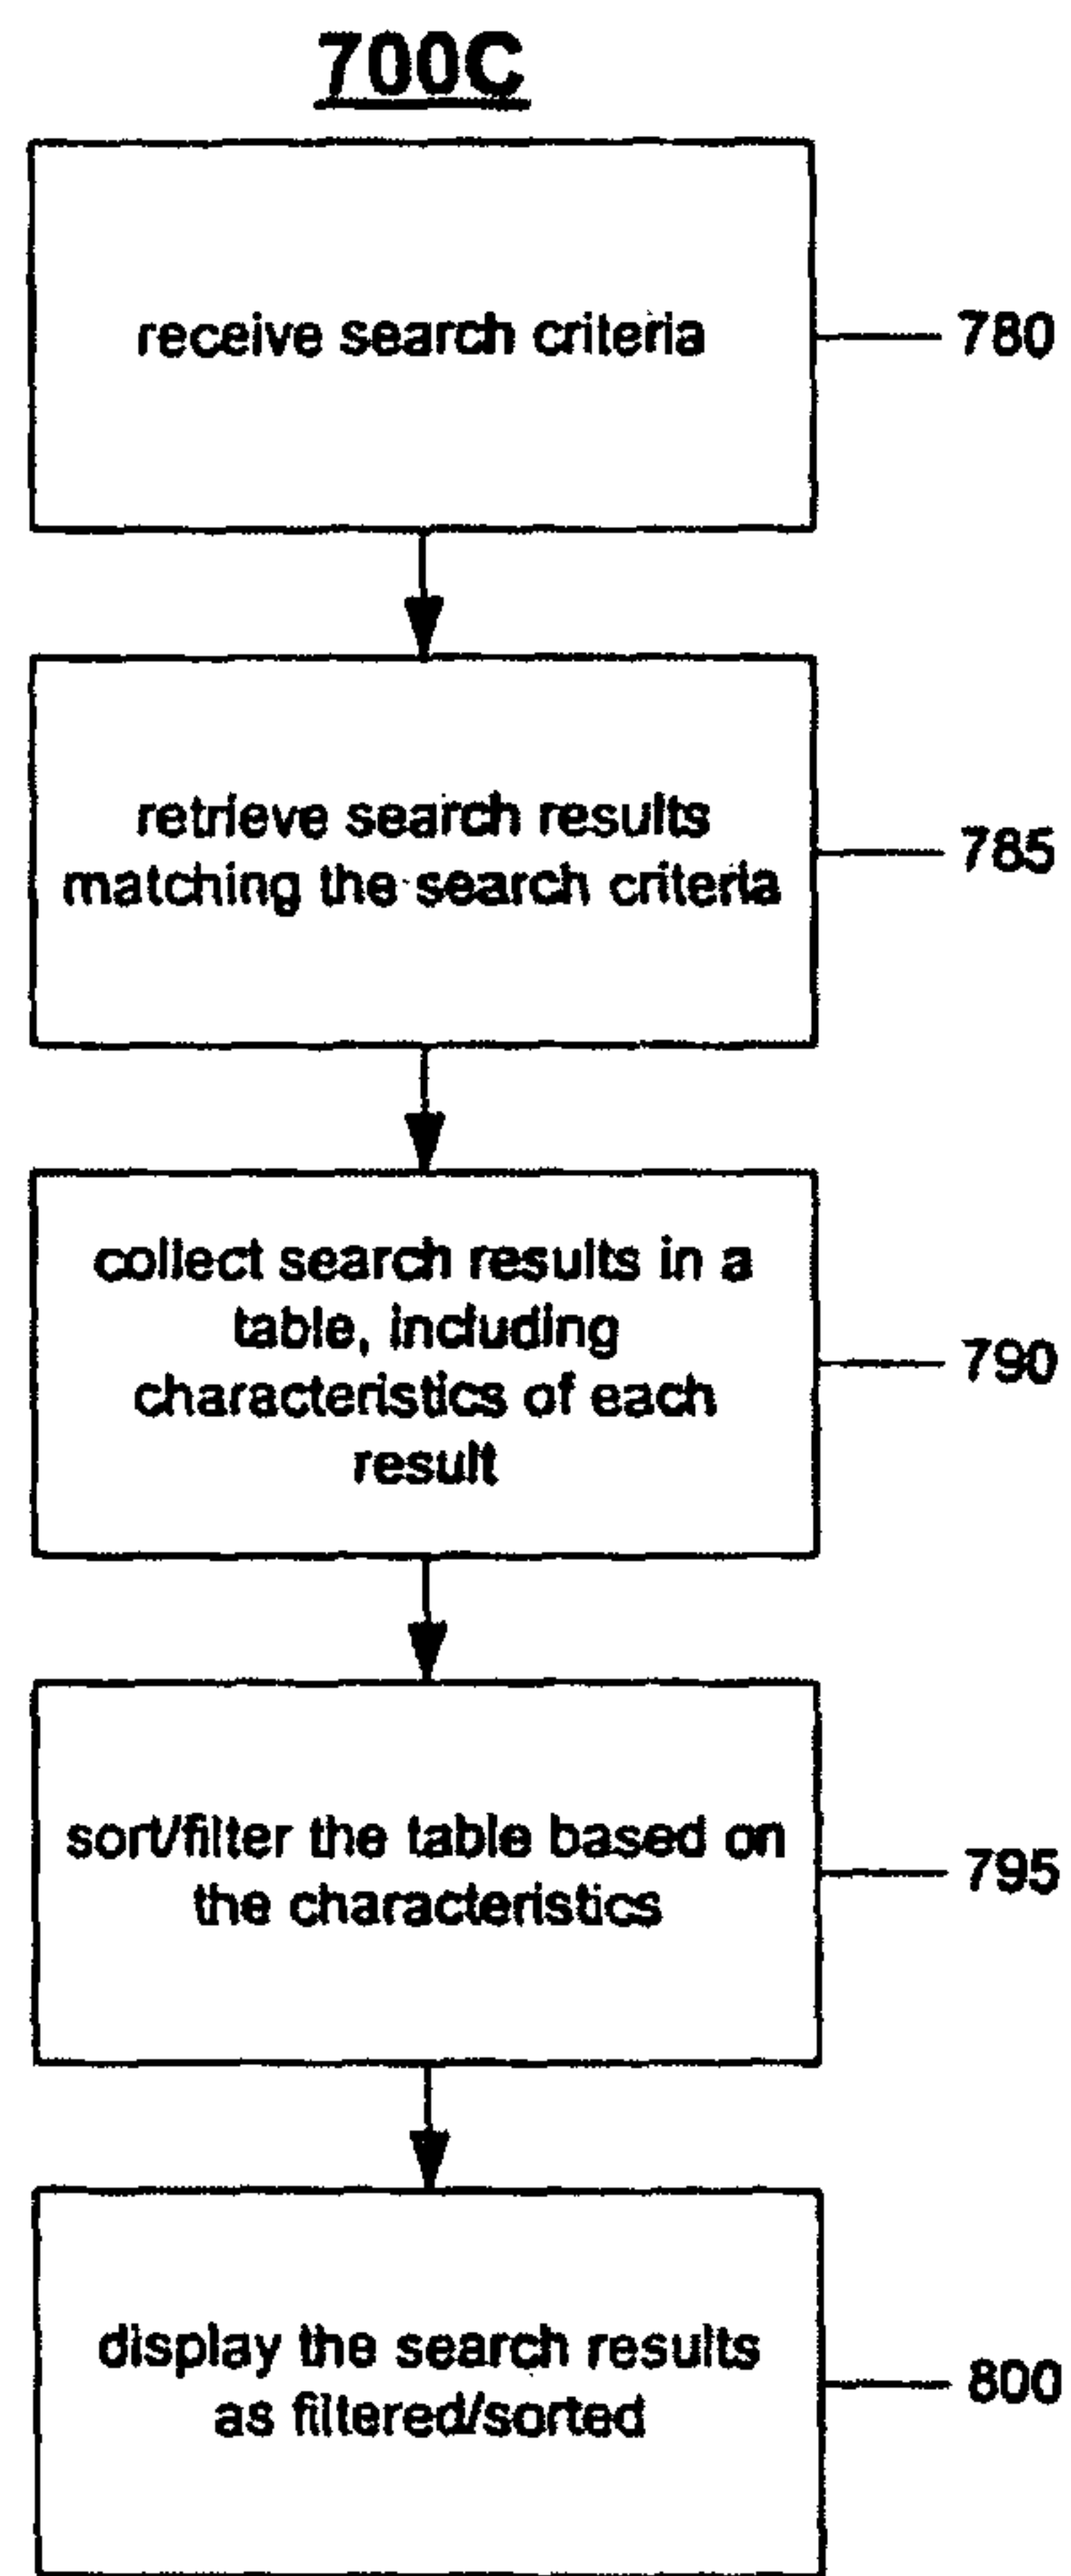 700C
receive search criteria
780
retrieve search results
matching the search criteria
785
collect search results in a
table, including
characteristics of each
result
790
sort/filter the table based on
the characteristics
795
display the search results
as filtered/sorted
800